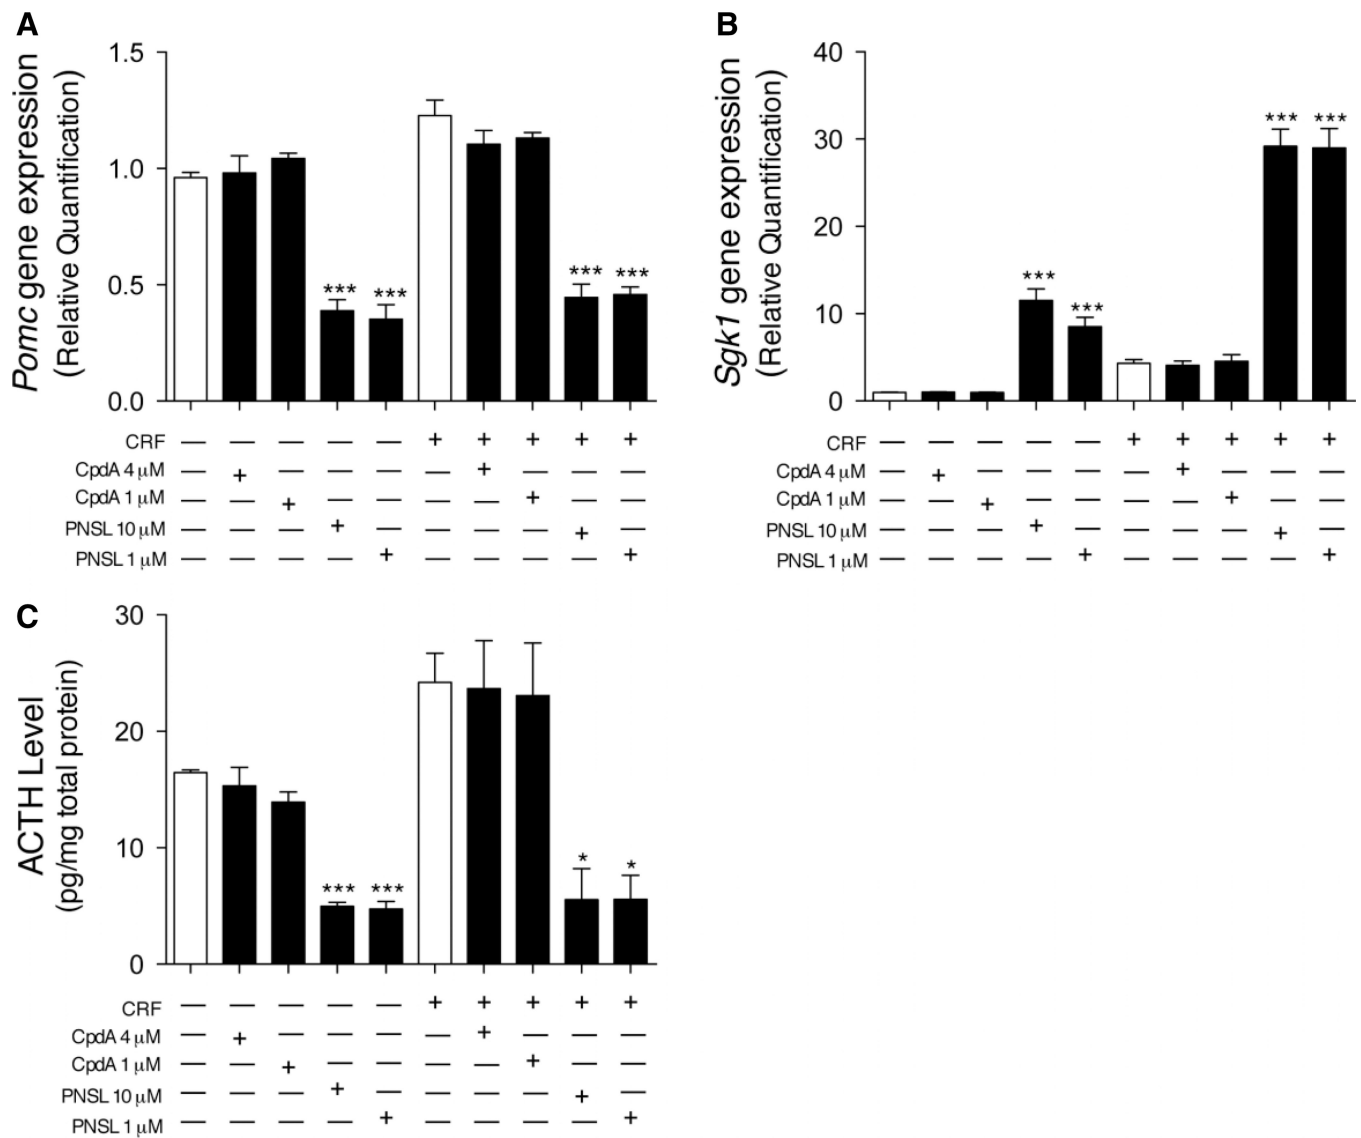 A
Pomc gene expression
(Relative Quantification)
1.5
1.0
0.5
0.0
*** *** *** ***
CRF — — — — — + + + + +
CpdA 4 μM — + — — — — + — — —
CpdA 1 μM — — + — — — — + — —
PNSL 10 μM — — — + — — — — + —
PNSL 1 μM — — — — + — — — — +
B
Sgk1 gene expression
(Relative Quantification)
40
30
20
10
0
*** *** *** ***
CRF — — — — — + + + + +
CpdA 4 μM — + — — — — + — — —
CpdA 1 μM — — + — — — — + — —
PNSL 10 μM — — — + — — — — + —
PNSL 1 μM — — — — + — — — — +
C
ACTH Level
(pg/mg total protein)
30
20
10
0
*** *** * *
CRF — — — — — + + + + +
CpdA 4 μM — + — — — — + — — —
CpdA 1 μM — — + — — — — + — —
PNSL 10 μM — — — + — — — — + —
PNSL 1 μM — — — — + — — — — +